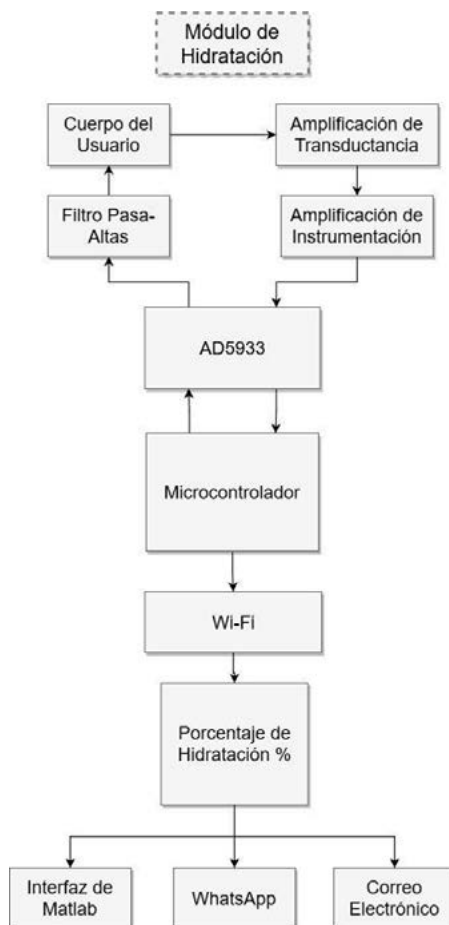 Módulo de
Hidratación
Cuerpo del
Usuario
Amplificación de
Transductancia
Filtro Pasa-
Altas
Amplificación de
Instrumentación
AD5933
Microcontrolador
Wi-Fi
Porcentaje de
Hidratación %
Interfaz de
Matlab
WhatsApp
Correo
Electrónico